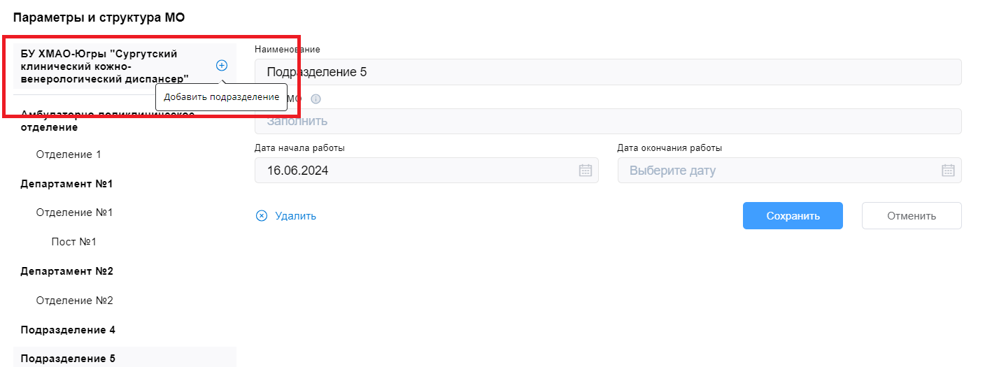 Параметры и структура МО
БУ ХМАО-Югры "Сургутский
клинический кожно-
венерологический диспансер"
Добавить подразделение
Амбулаторно-поликлиническое
отделение
Отделение 1
Департамент №1
Отделение №1
Пост №1
Департамент №2
Отделение №2
Подразделение 4
Подразделение 5
Наименование
Подразделение 5
МО
Заполнить
Дата начала работы
16.06.2024
Дата окончания работы
Выберите дату
Удалить
Сохранить
Отменить